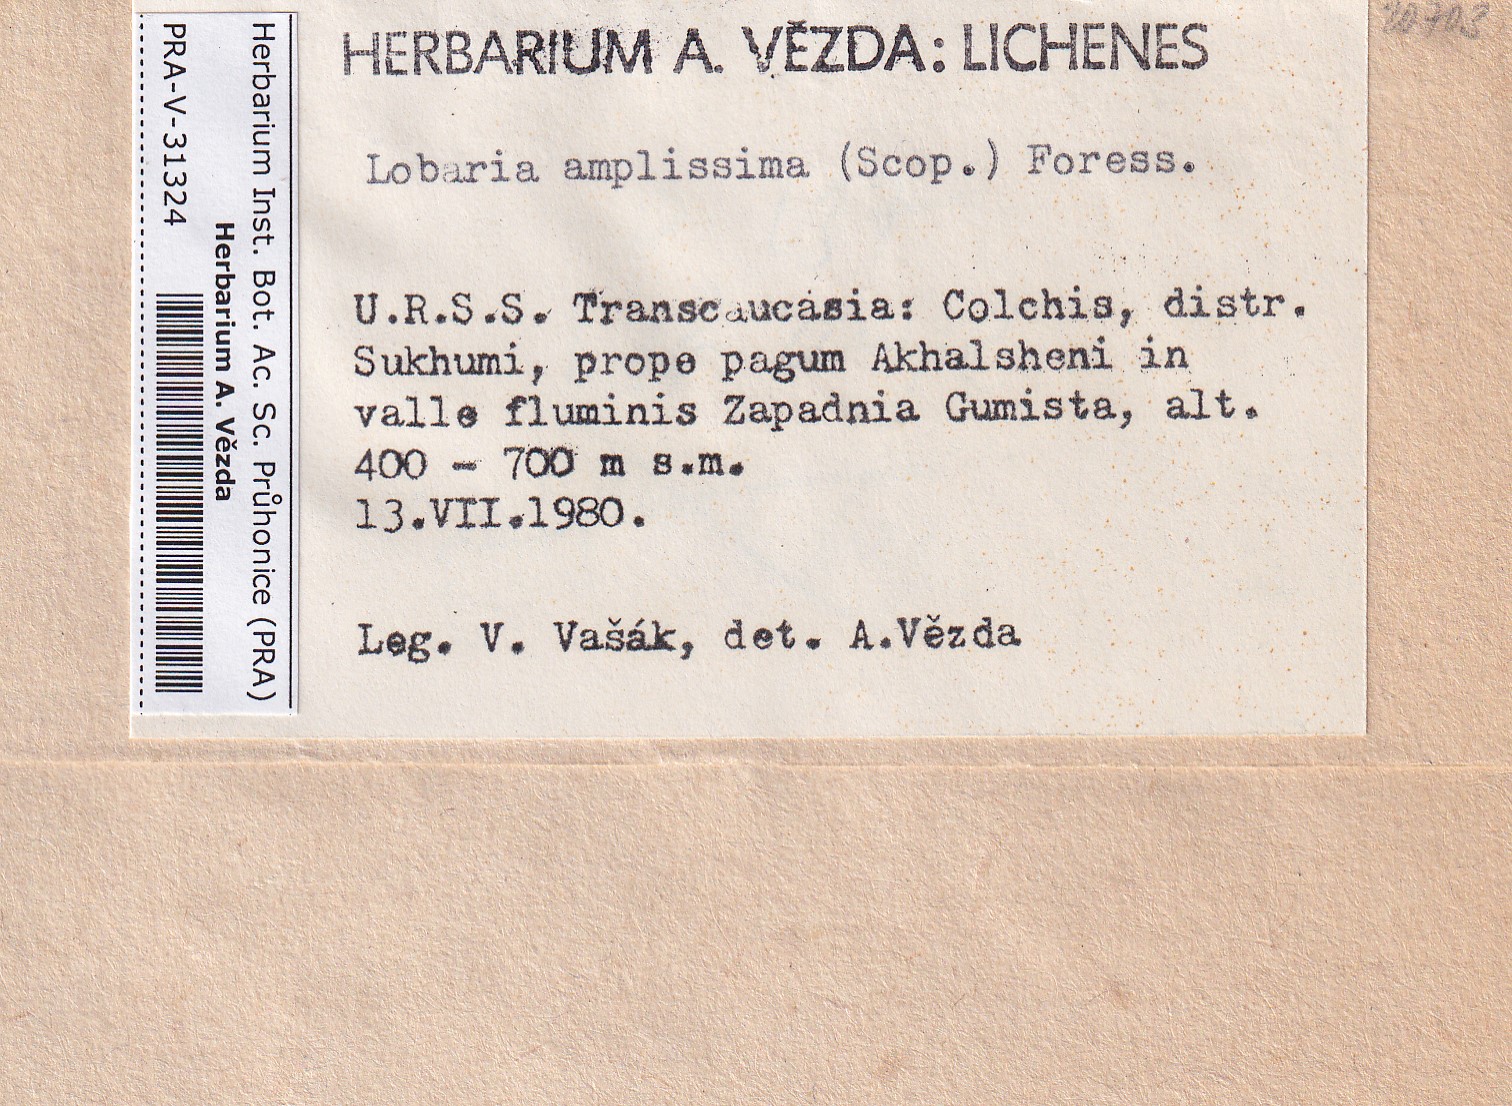 HERBARIUM A. VĚZDA: LICHENES
Lobaria amplissima (Scop.) Foress.
U.R.S.S. Transcaucasia: Colchis, distr.
Sukhumi, prope pagum Akhalsheni in
valle fluminis Zapadnia Gumista, alt.
400 - 700 m s.m.
13.VII.1980.
Leg. V. Vašák, det. A.Vězda
Herbarium Inst. Bot. Ac. Sc. Průhonice (PRA)
Herbarium A. Vězda
PRA-V-31324